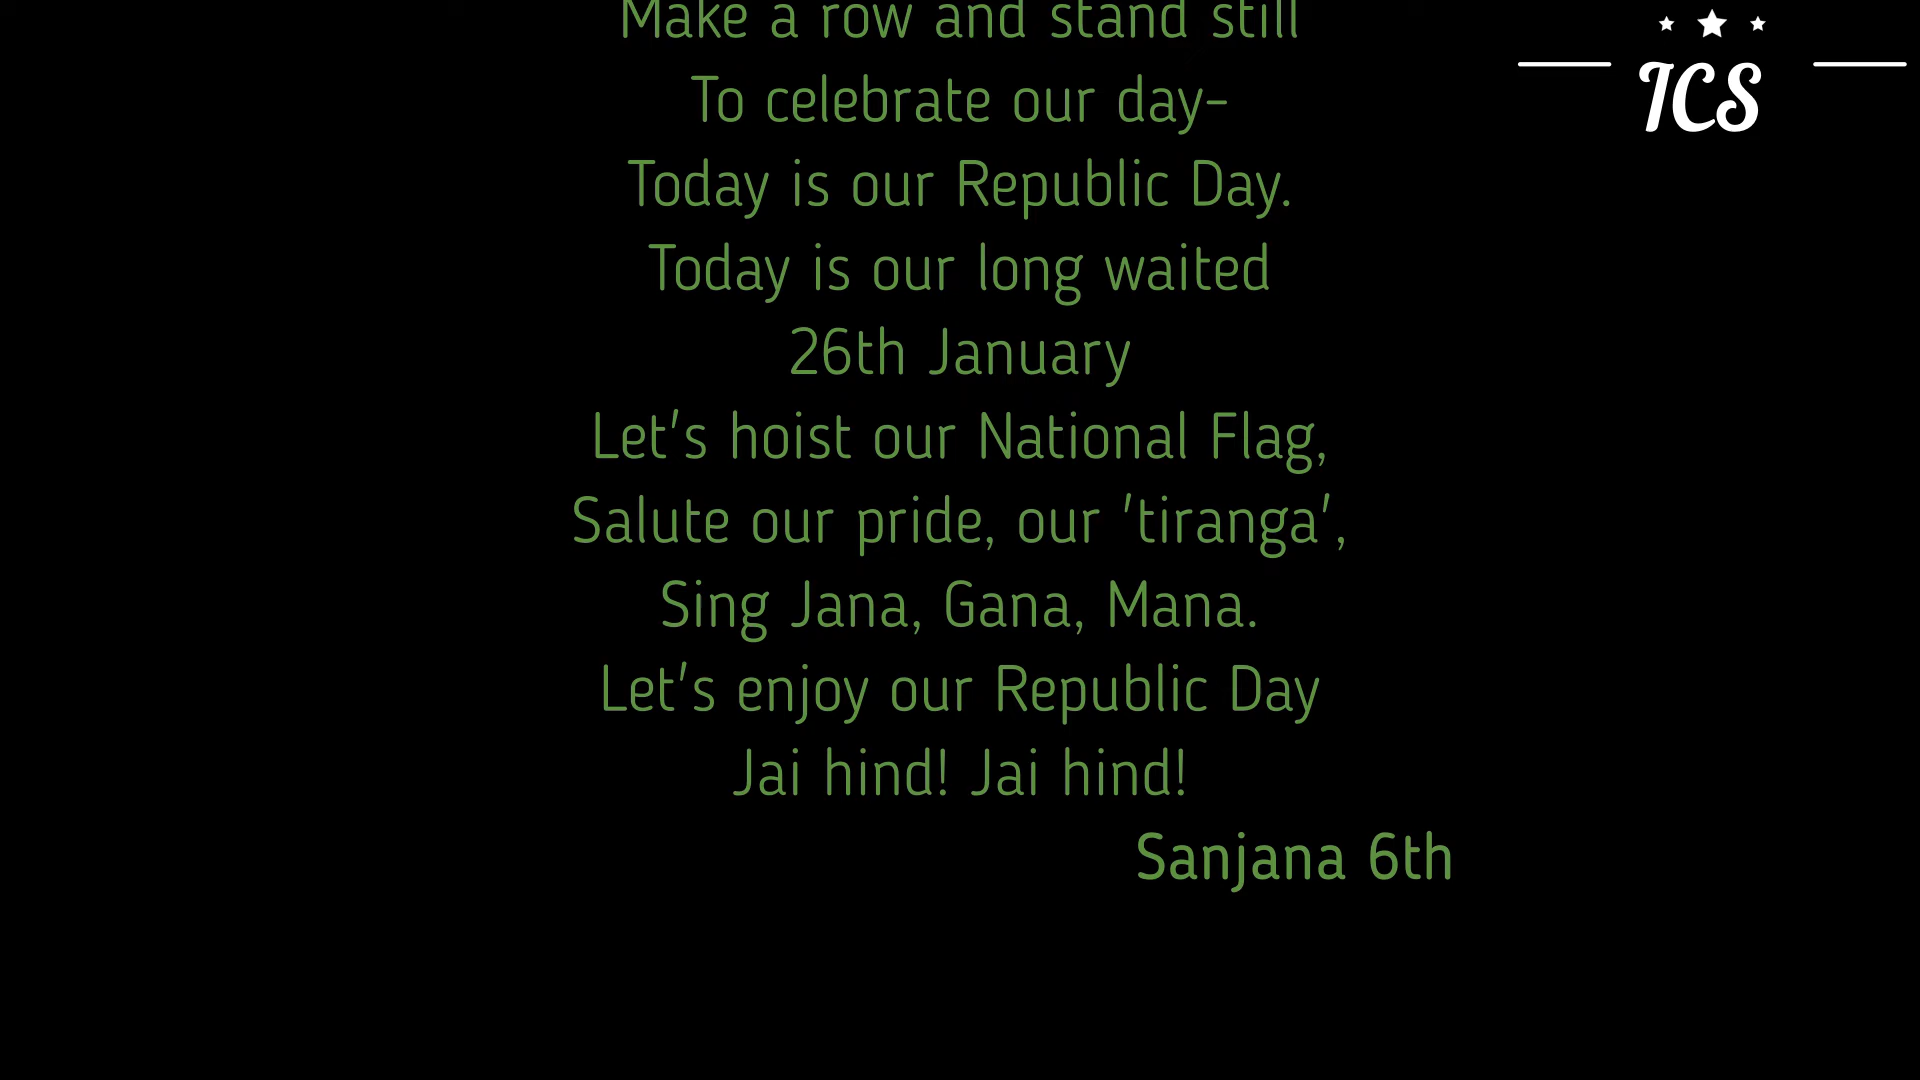 Make a row and stand still
ICS
To celebrate our day-
Today is our Republic Day.
Today is our long waited
26th January
Let's hoist our National Flag,
Salute our pride, our 'tiranga',
Sing Jana, Gana, Mana.
Let's enjoy our Republic Day
Jai hind! Jai hind!
Sanjana 6th